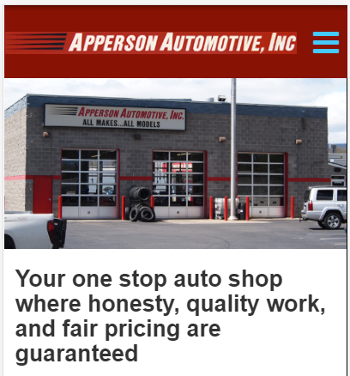 APPERSON AUTOMOTIVE, INC
APPERSON AUTOMOTIVE, INC.
ALL MAKES...ALL MODELS
Your one stop auto shop
where honesty, quality work,
and fair pricing are
guaranteed